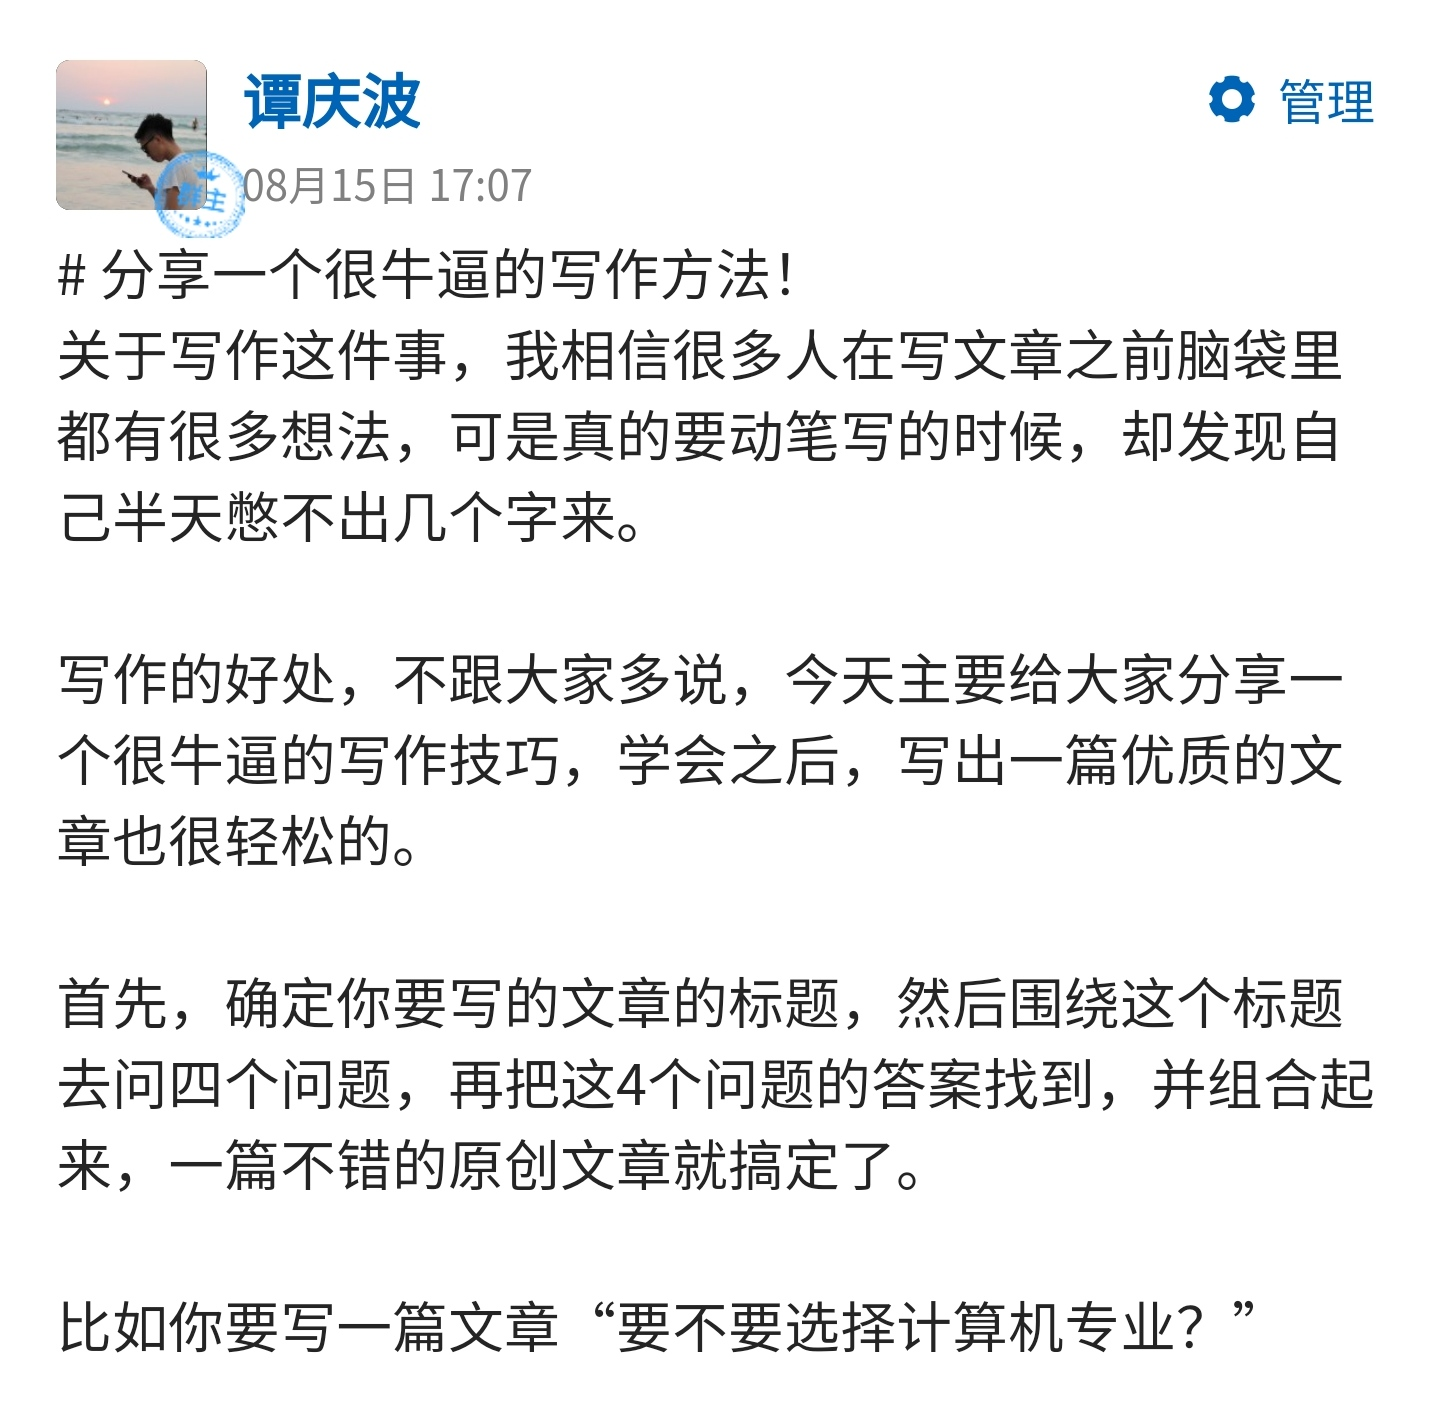 谭庆波
管理
群主
08月15日 17:07
# 分享一个很牛逼的写作方法！
关于写作这件事，我相信很多人在写文章之前脑袋里
都有很多想法，可是真的要动笔写的时候，却发现自
己半天憋不出几个字来。
写作的好处，不跟大家多说，今天主要给大家分享一
个很牛逼的写作技巧，学会之后，写出一篇优质的文
章也很轻松的。
首先，确定你要写的文章的标题，然后围绕这个标题
去问四个问题，再把这4个问题的答案找到，并组合起
来，一篇不错的原创文章就搞定了。
比如你要写一篇文章“要不要选择计算机专业？”